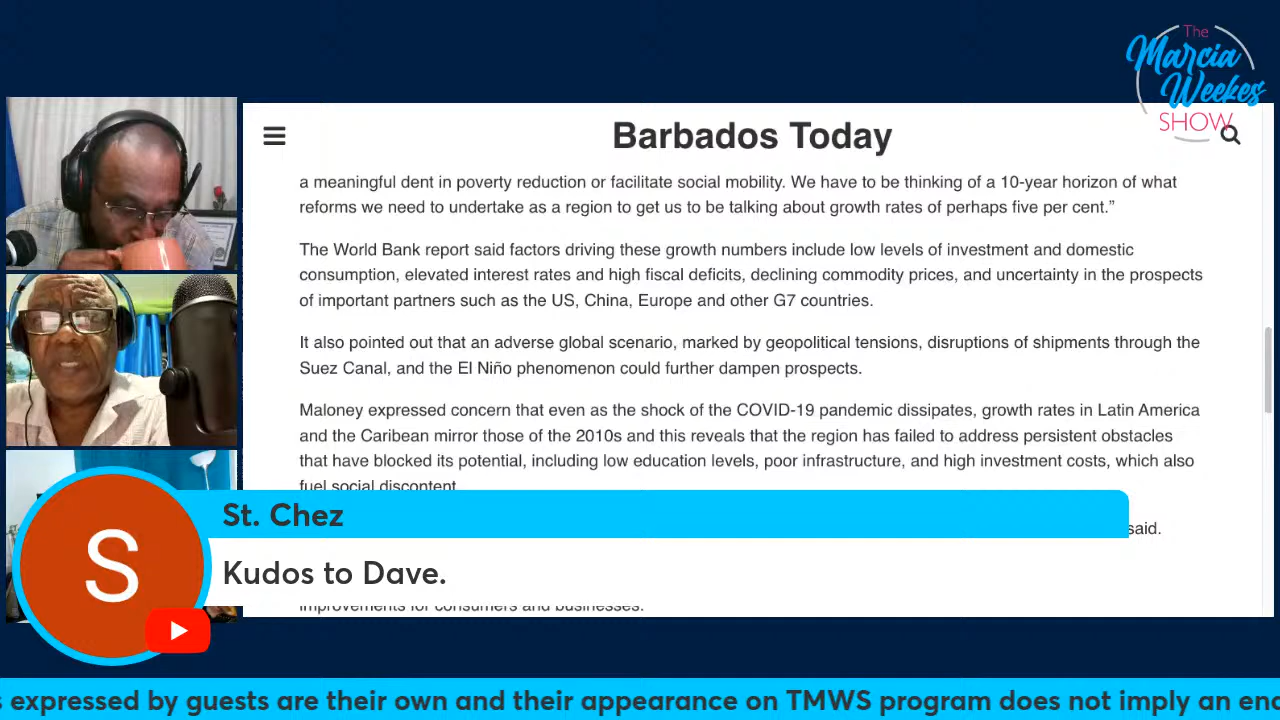 The
Marcia
Weekes
SHOW
Barbados Today
a meaningful dent in poverty reduction or facilitate social mobility. We have to be thinking of a 10-year horizon of what
reforms we need to undertake as a region to get us to be talking about growth rates of perhaps five per cent.”
The World Bank report said factors driving these growth numbers include low levels of investment and domestic
consumption, elevated interest rates and high fiscal deficits, declining commodity prices, and uncertainty in the prospects
of important partners such as the US, China, Europe and other G7 countries.
It also pointed out that an adverse global scenario, marked by geopolitical tensions, disruptions of shipments through the
Suez Canal, and the El Niño phenomenon could further dampen prospects.
Maloney expressed concern that even as the shock of the COVID-19 pandemic dissipates, growth rates in Latin America
and the Caribean mirror those of the 2010s and this reveals that the region has failed to address persistent obstacles
that have blocked its potential, including low education levels, poor infrastructure, and high investment costs, which also
fuel social discontent
said.
St. Chez
S
Kudos to Dave.
improvements for consumers and businesses.
expressed by guests are their own and their appearance on TMWS program does not imply an